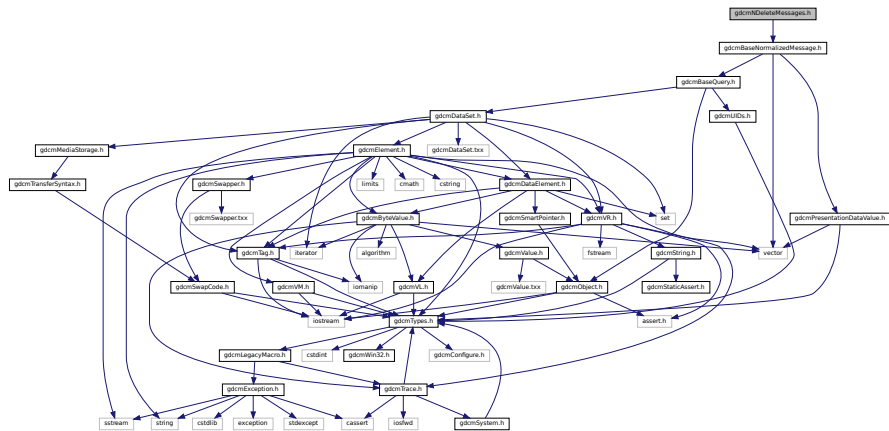 gdcmNDeleteMessages.h
gdcmBaseNormalizedMessage.h
gdcmBaseQuery.h
gdcmDataSet.h
gdcmUIDs.h
gdcmMediaStorage.h
gdcmElement.h
gdcmDataSet.txx
gdcmTransferSyntax.h
gdcmSwapper.h
limits
cmath
cstring
gdcmDataElement.h
gdcmSwapper.txx
gdcmByteValue.h
gdcmSmartPointer.h
gdcmVR.h
set
gdcmPresentationDataValue.h
gdcmTag.h
iterator
algorithm
gdcmValue.h
fstream
gdcmString.h
vector
gdcmSwapCode.h
gdcmVM.h
iomanip
gdcmVL.h
gdcmValue.txx
gdcmObject.h
gdcmStaticAssert.h
iostream
gdcmTypes.h
assert.h
gdcmLegacyMacro.h
cstdint
gdcmWin32.h
gdcmConfigure.h
gdcmException.h
gdcmTrace.h
sstream
string
cstdlib
exception
stdexcept
cassert
iosfwd
gdcmSystem.h